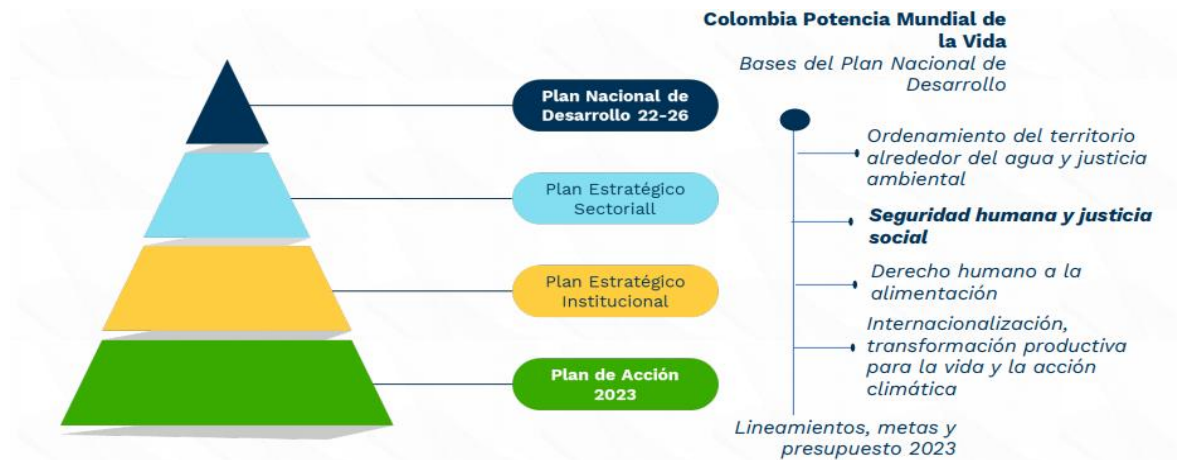 Plan Nacional de
Desarrollo 22-26
Plan Estratégico
Sectoriall
Plan Estratégico
Institucional
Plan de Acción
2023
Colombia Potencia Mundial de
la Vida
Bases del Plan Nacional de
Desarrollo
Ordenamiento del territorio
alrededor del agua y justicia
ambiental
Seguridad humana y justicia
social
Derecho humano a la
alimentación
Internacionalización,
transformación productiva
para la vida y la acción
climática
Lineamientos, metas y
presupuesto 2023